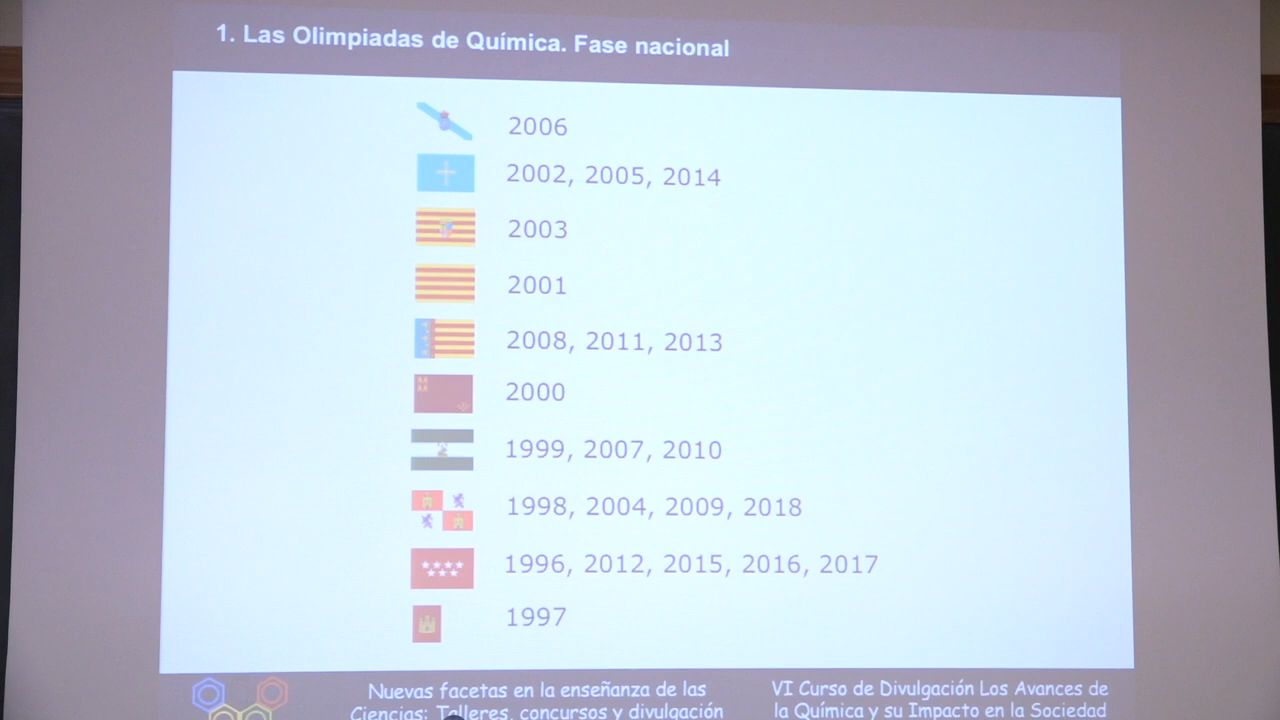 1. Las Olimpiadas de Química. Fase nacional
2006
2002, 2005, 2014
2003
2001
2008, 2011, 2013
2000
1999, 2007, 2010
1998, 2004, 2009, 2018
1996, 2012, 2015, 2016, 2017
1997
Nuevas facetas en la enseñanza de las
Ciencias: Talleres, concursos y divulgación
VI Curso de Divulgación Los Avances de
la Química y su Impacto en la Sociedad